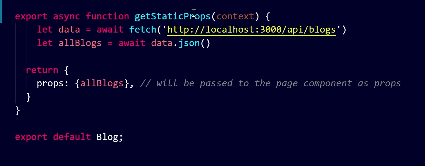 export async function getStaticProps(context) {
let data = await fetch('http://localhost:3000/api/blogs')
let allBlogs = await data.json()
return {
props: {allBlogs}, // will be passed to the page component as props
}
}
export default Blog;